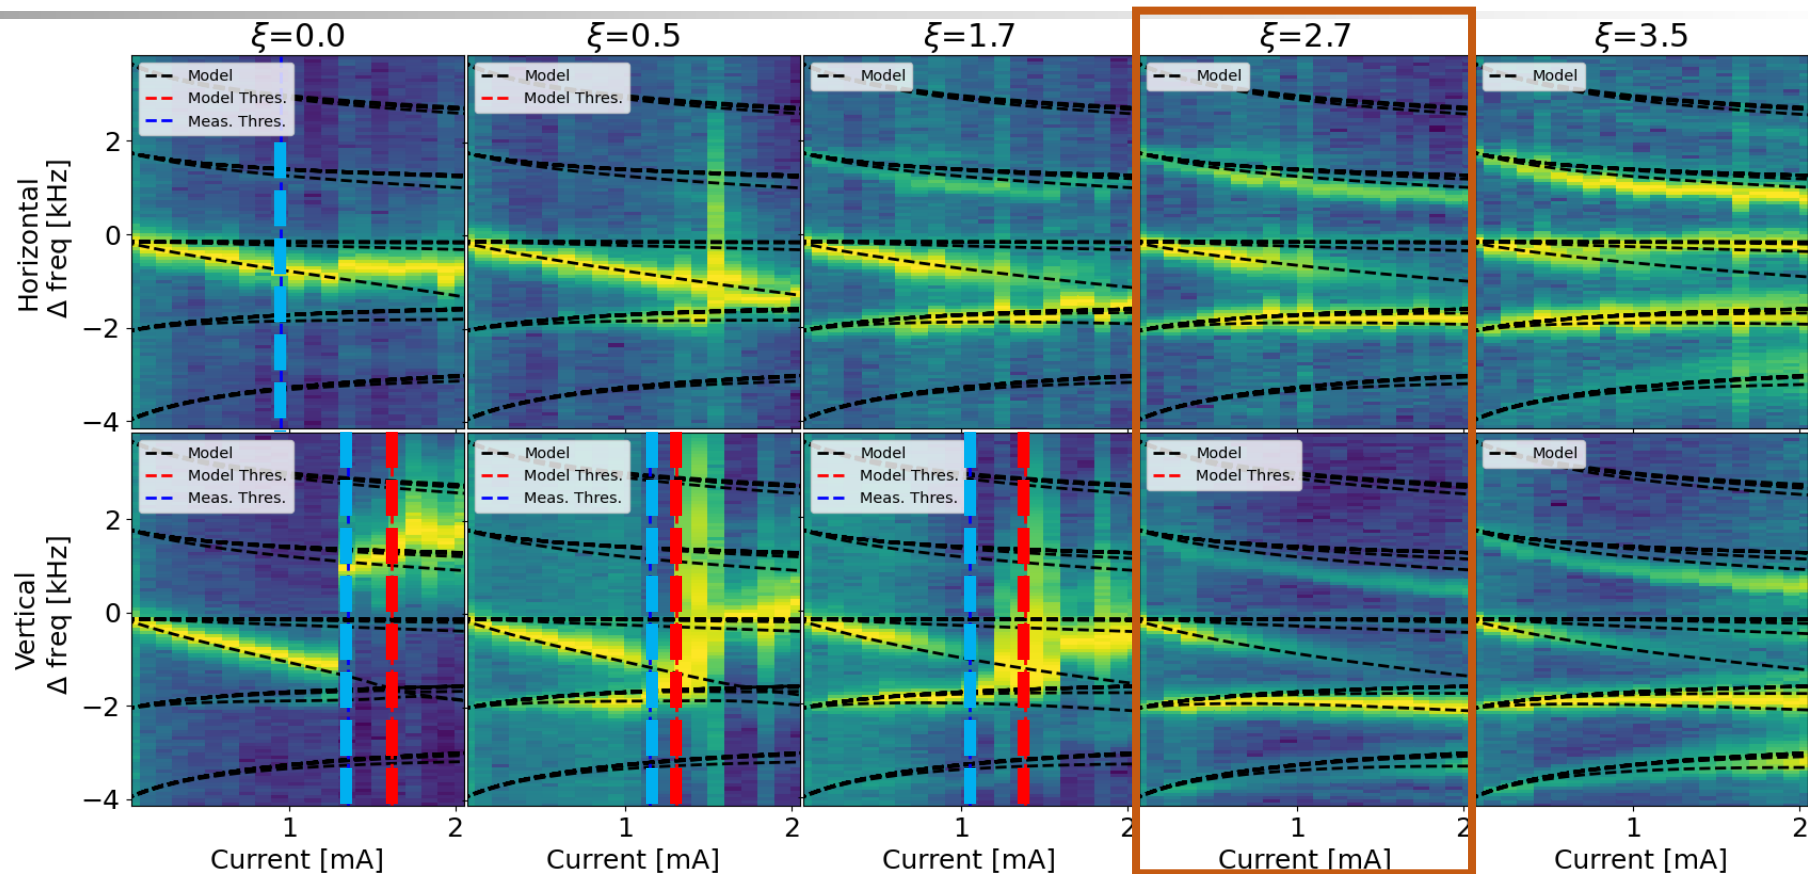 ξ=0.0 ξ=0.5 ξ=1.7 ξ=2.7 ξ=3.5
Model
Model Thres.
Meas. Thres.
Model
Model Thres.
Model
Model
Model
Horizontal
Δ freq [kHz]
2
0
−2
−4
Model
Model Thres.
Meas. Thres.
Model
Model Thres.
Meas. Thres.
Model
Model Thres.
Meas. Thres.
Model
Model Thres.
Model
Vertical
Δ freq [kHz]
2
0
−2
−4
1 2 1 2 1 2 1 2 1 2
Current [mA] Current [mA] Current [mA] Current [mA] Current [mA]